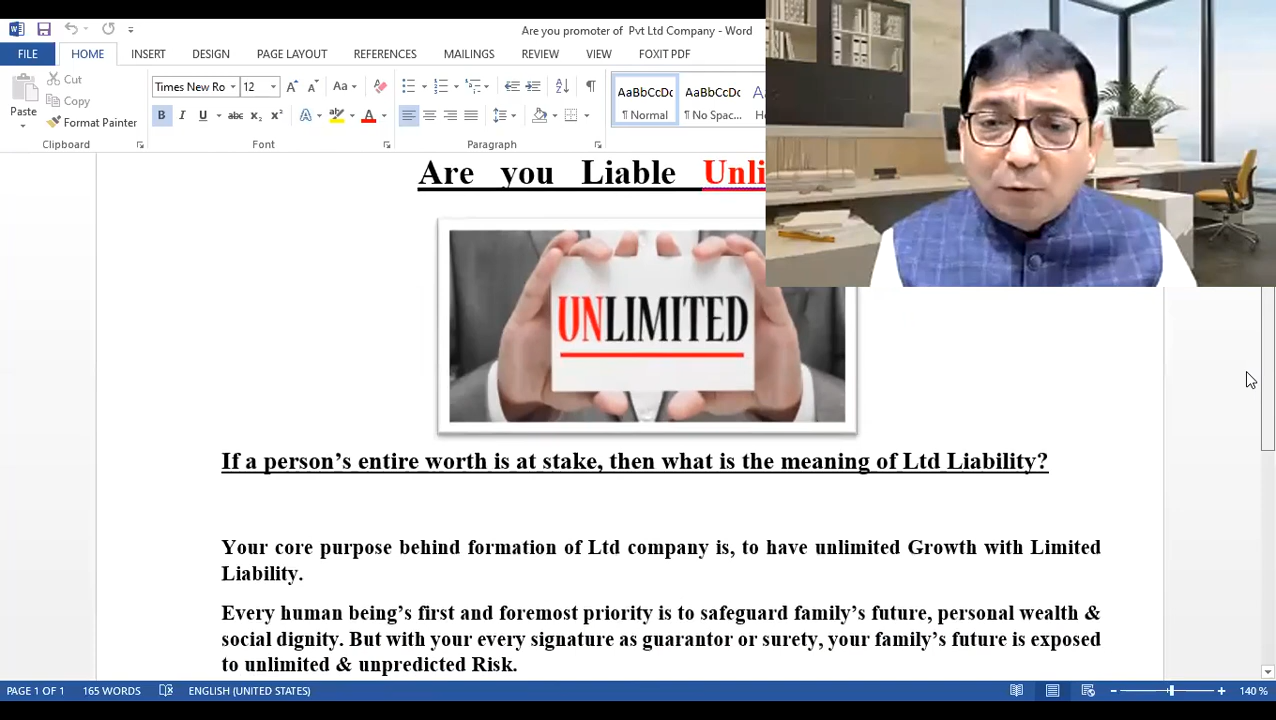 Are you promoter of Pvt Ltd Company - Word
FILE HOME INSERT DESIGN PAGE LAYOUT REFERENCES MAILINGS REVIEW VIEW FOXIT PDF
Cut
Copy
Format Painter
Paste
Times New Ro 12
Aa
B I U abc x₂ x² A A
AaBbCcDc AaBbCcDc
¶ Normal ¶ No Spac...
Clipboard Font Paragraph
Are you Liable
UNLIMITED
If a person’s entire worth is at stake, then what is the meaning of Ltd Liability?
Your core purpose behind formation of Ltd company is, to have unlimited Growth with Limited
Liability.
Every human being’s first and foremost priority is to safeguard family’s future, personal wealth &
social dignity. But with your every signature as guarantor or surety, your family’s future is exposed
to unlimited & unpredicted Risk.
PAGE 1 OF 1 165 WORDS ENGLISH (UNITED STATES) 140 %